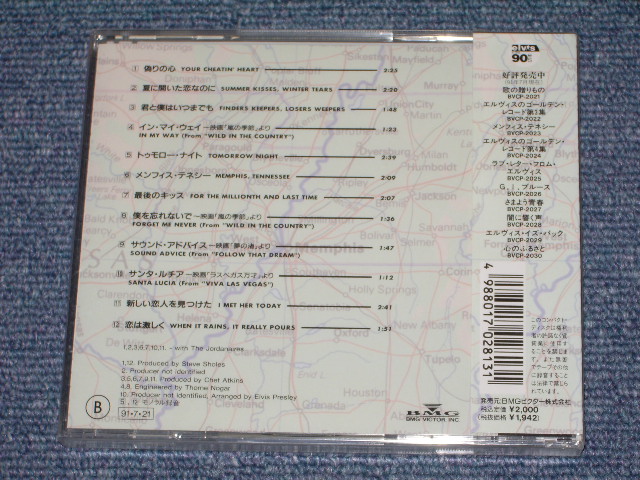 ① 偽りの心 YOUR CHEATIN' HEART 2:25
② 夏に開いた恋なのに SUMMER KISSES, WINTER TEARS 2:20
③ 君と僕はいつまでも FINDERS KEEPERS, LOSERS WEEPERS 1:48
④ イン・マイ・ウェイ―映画「嵐の季節」より 1:23
IN MY WAY (From "WILD IN THE COUNTRY")
⑤ トゥモロー・ナイト TOMORROW NIGHT 2:39
⑥ メンフィス・テネシー MEMPHIS, TENNESSEE 2:09
⑦ 最後のキッス FOR THE MILLIONTH AND LAST TIME 2:07
⑧ 僕を忘れないで―映画「嵐の季節」より 1:36
FORGET ME NEVER (From "WILD IN THE COUNTRY")
⑨ サウンド・アドバイス―映画「夢の渚」より 1:47
SOUND ADVICE (From "FOLLOW THAT DREAM")
⑩ サンタ・ルチア―映画「ラスベガス万才」より 1:12
SANTA LUCIA (From "VIVA LAS VEGAS")
⑪ 新しい恋人を見つけた I MET HER TODAY 2:41
⑫ 恋は激しく WHEN IT RAINS, IT REALLY POURS 1:51
1,2,3,6,7,10,11. - with The Jordanaires
1,12. Produced by Steve Sholes
2. Producer not identified
3,6,7,9,11. Produced by Chet Atkins
4,8. Engineered by Thorne Nogar
10. Producer not identified, Arranged by Elvis Presley
Ⓑ
91・7・21
BMG
BMG VICTOR INC.
90
好評発売中
歌の贈りもの
BVCP-2021
エルヴィスのゴールデン・
レコード第3集
BVCP-2022
メンフィス・テネシー
BVCP-2023
エルヴィスのゴールデン・
レコード第4集
BVCP-2024
ラブ・レター・フロム・
エルヴィス
BVCP-2025
G.I.ブルース
BVCP-2026
さまよう青春
BVCP-2027
闇に響く声
BVCP-2028
エルヴィス・イズ・バック
BVCP-2029
心のふるさと
BVCP-2030
4 988017 028131
発売元:BMGビクター株式会社
税込定価 ¥2,000
(税抜価格 ¥1,942)